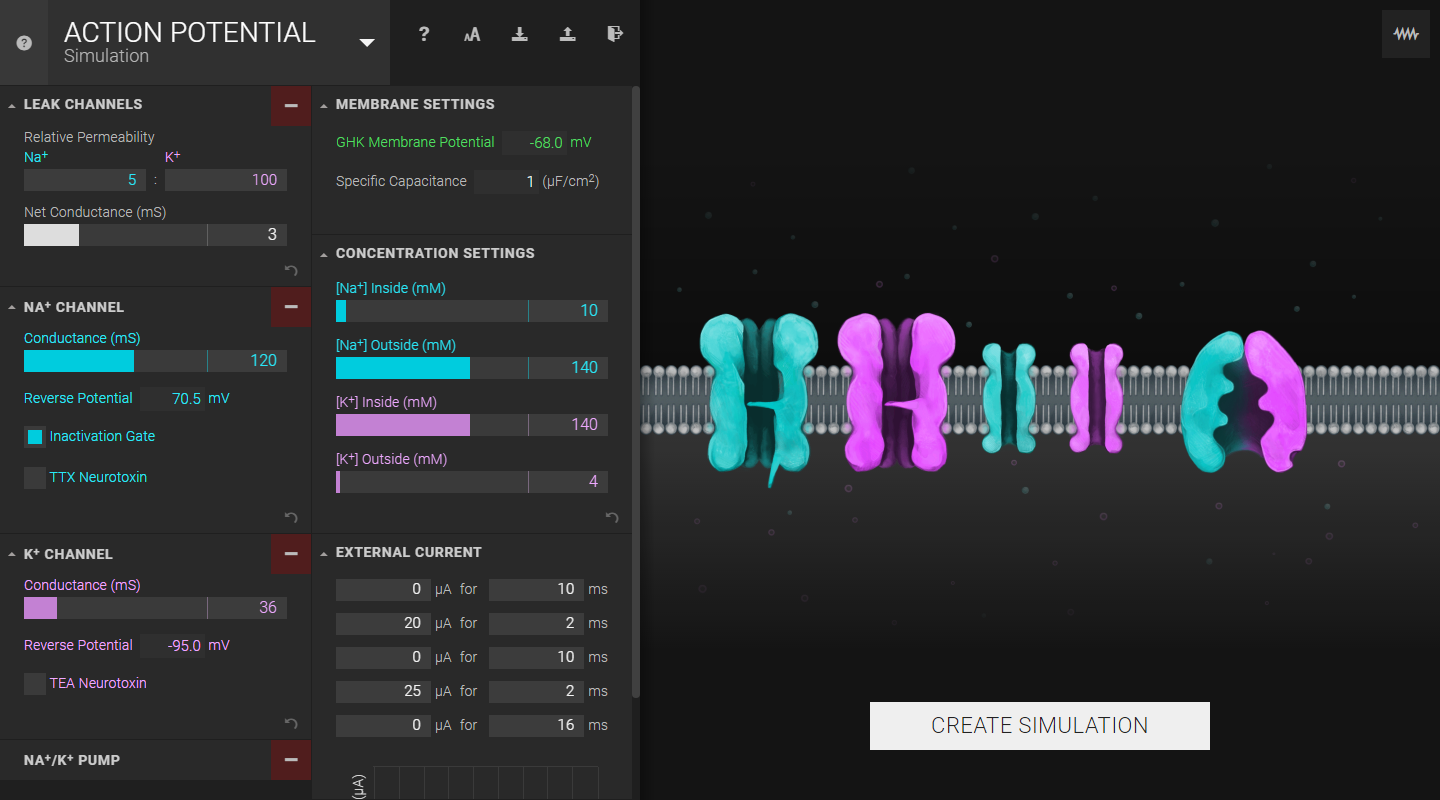 ACTION POTENTIAL
Simulation
?
AA
LEAK CHANNELS
Relative Permeability
Na⁺ K⁺
5 : 100
Net Conductance (mS)
3
NA⁺ CHANNEL
Conductance (mS)
120
Reverse Potential 70.5 mV
Inactivation Gate
TTX Neurotoxin
K⁺ CHANNEL
Conductance (mS)
36
Reverse Potential -95.0 mV
TEA Neurotoxin
NA⁺/K⁺ PUMP
MEMBRANE SETTINGS
GHK Membrane Potential -68.0 mV
Specific Capacitance 1 (µF/cm²)
CONCENTRATION SETTINGS
[Na⁺] Inside (mM)
10
[Na⁺] Outside (mM)
140
[K⁺] Inside (mM)
140
[K⁺] Outside (mM)
4
EXTERNAL CURRENT
0 µA for 10 ms
20 µA for 2 ms
0 µA for 10 ms
25 µA for 2 ms
0 µA for 16 ms
(µA)
CREATE SIMULATION